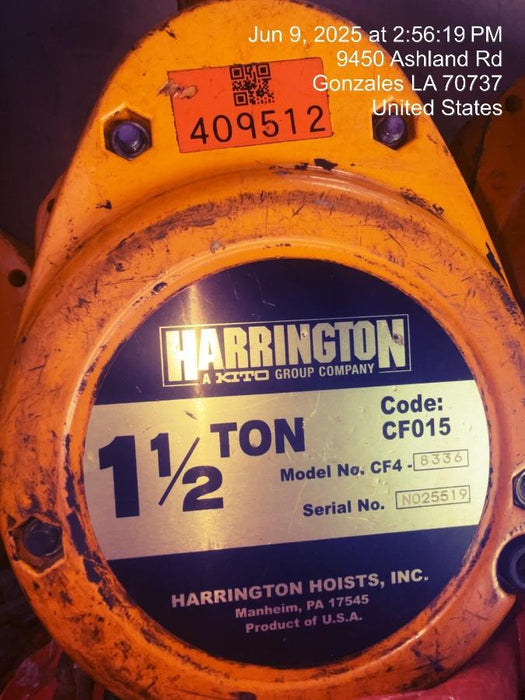 Jun 9, 2025 at 2:56:19 PM
9450 Ashland Rd
Gonzales LA 70737
United States
409512
HARRINGTON
A KITO GROUP COMPANY
1 1/2 TON
Code:
CF015
Model No. CF4 - 8336
Serial No. N025519
HARRINGTON HOISTS, INC.
Manheim, PA 17545
Product of U.S.A.